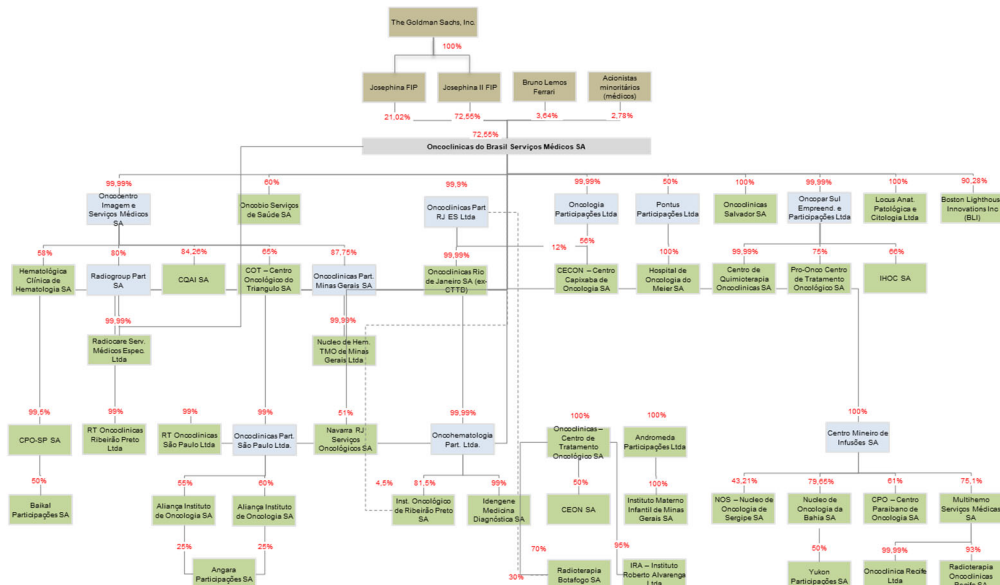 The Goldman Sachs, Inc.
100%
Josephina FIP
Josephina II FIP
Bruno Lemos
Ferrari
Acionistas
minoritários
(médicos)
21,02%
72,55%
3,64%
2,78%
72,55%
Oncoclinicas do Brasil Serviços Médicos SA
99,99%
60%
99,9%
99,99%
50%
100%
99,99%
100%
90,28%
Oncocentro
Imagem e
Serviços Médicos
SA
Oncobio Serviços
de Saúde SA
Oncoclinicas Part
RJ ES Ltda
Oncologia
Participações Ltda
Pontus
Participações Ltda
Oncoclinicas
Salvador SA
Oncopar Sul
Empreend. e
Participações Ltda
Locus Anat.
Patológica e
Citologia Ltda
Boston Lighthouse
Innovations Inc
(BLI)
58%
80%
84,26%
65%
87,75%
99,99%
12%
56%
100%
99,99%
75%
66%
Hematológica
Clínica de
Hematologia SA
Radiogroup Part
SA
CQAI SA
COT – Centro
Oncológico do
Triangulo SA
Oncoclinicas Part.
Minas Gerais SA
Oncoclinicas Rio
de Janeiro SA (ex-
CTTB)
CECON – Centro
Capixaba de
Oncologia SA
Hospital de
Oncologia do
Meier SA
Centro de
Quimioterapia
Oncoclinicas SA
Pro-Onco Centro
de Tratamento
Oncológico SA
IHOC SA
99,99%
99,99%
Radiocare Serv.
Médicos Espec.
Ltda
Nucleo de Hem.
TMO de Minas
Gerais Ltda
99,5%
99%
99%
99%
51%
99,99%
100%
100%
100%
CPO-SP SA
RT Oncoclinicas
Ribeirão Preto
Ltda
RT Oncoclinicas
São Paulo Ltda
Oncoclinicas Part.
São Paulo Ltda.
Navarra RJ
Serviços
Oncológicos SA
Oncohematologia
Part. Ltda.
Oncoclinicas –
Centro de
Tratamento
Oncológico SA
Andromeda
Participações Ltda
Centro Mineiro de
Infusões SA
50%
55%
60%
4,5%
81,5%
99%
50%
100%
43,21%
79,65%
61%
75,1%
Baikal
Participações SA
Aliança Instituto
de Oncologia SA
Aliança Instituto
de Oncologia SA
Inst. Oncológico
de Ribeirão Preto
SA
Idengene
Medicina
Diagnóstica SA
CEON SA
Instituto Materno
Infantil de Minas
Gerais SA
NOS – Nucleo de
Oncologia de
Sergipe SA
Nucleo de
Oncologia da
Bahia SA
CPO – Centro
Paraibano de
Oncologia SA
Multihemo
Serviços
Médicas SA
25%
25%
70%
95%
50%
99,99%
93%
Angara
Participações SA
30%
Radioterapia
Botafogo SA
IRA – Instituto
Roberto Alvarenga
Ltda
Yukon
Participações SA
Oncoclinica Recife
Ltda
Radioterapia
Oncoclinicas